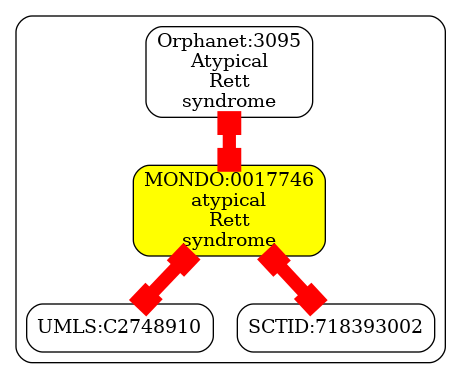 Orphanet:3095
Atypical
Rett
syndrome
MONDO:0017746
atypical
Rett
syndrome
UMLS:C2748910
SCTID:718393002